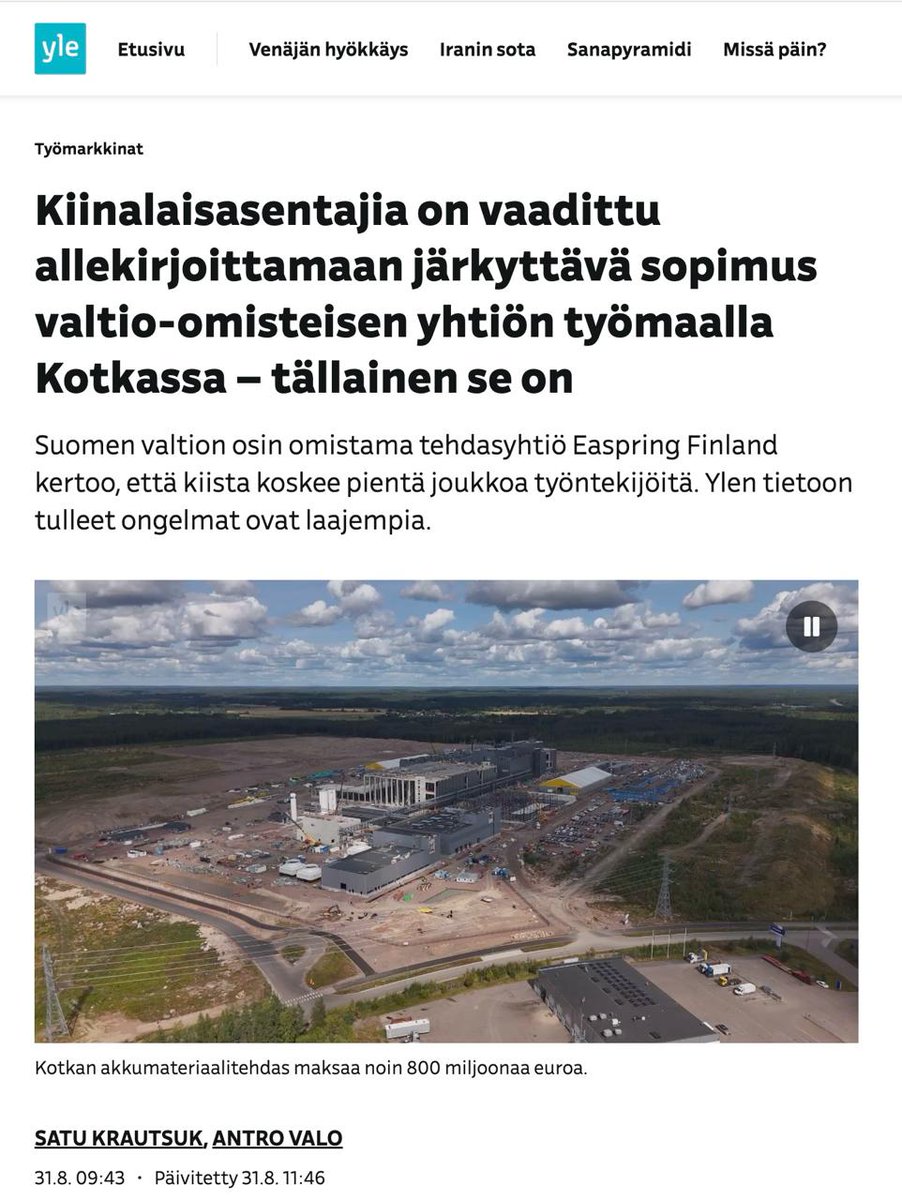 yle Etusivu Venäjän hyökkäys Iranin sota Sanapyramidi Missä päin?
Työmarkkinat
Kiinalaisasentajia on vaadittu
allekirjoittamaan järkyttävä sopimus
valtio-omisteisen yhtiön työmaalla
Kotkassa – tällainen se on
Suomen valtion osin omistama tehdasyhtiö Easpring Finland
kertoo, että kiista koskee pientä joukkoa työntekijöitä. Ylen tietoon
tulleet ongelmat ovat laajempia.
yle
Kotkan akkumateriaalitehdas maksaa noin 800 miljoonaa euroa.
SATU KRAUTSUK, ANTRO VALO
31.8. 09:43 · Päivitetty 31.8. 11:46